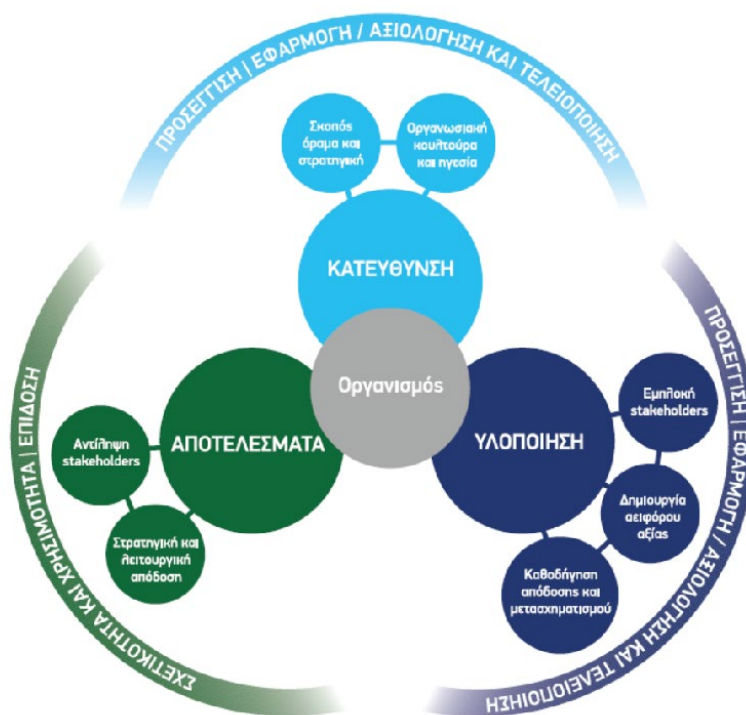 ΠΡΟΣΕΓΓΙΣΗ | ΕΦΑΡΜΟΓΗ / ΑΞΙΟΛΟΓΗΣΗ ΚΑΙ ΤΕΛΕΙΟΠΟΙΗΣΗ
Σκοπός
όραμα και
στρατηγική
Οργανωσιακή
κουλτούρα
και ηγεσία
ΚΑΤΕΥΘΥΝΣΗ
Οργανισμός
ΑΠΟΤΕΛΕΣΜΑΤΑ
Αντίληψη
stakeholders
Στρατηγική και
λειτουργική
απόδοση
ΥΛΟΠΟΙΗΣΗ
Εμπλοκή
stakeholders
Δημιουργία
αειφόρου
αξίας
Καθοδήγηση
απόδοσης και
μετασχηματισμού
ΣΧΕΤΙΚΟΤΗΤΑ ΚΑΙ ΧΡΗΣΙΜΟΤΗΤΑ | ΕΠΙΔΟΣΗ
ΠΡΟΣΕΓΓΙΣΗ | ΕΦΑΡΜΟΓΗ / ΑΞΙΟΛΟΓΗΣΗ ΚΑΙ ΤΕΛΕΙΟΠΟΙΗΣΗ